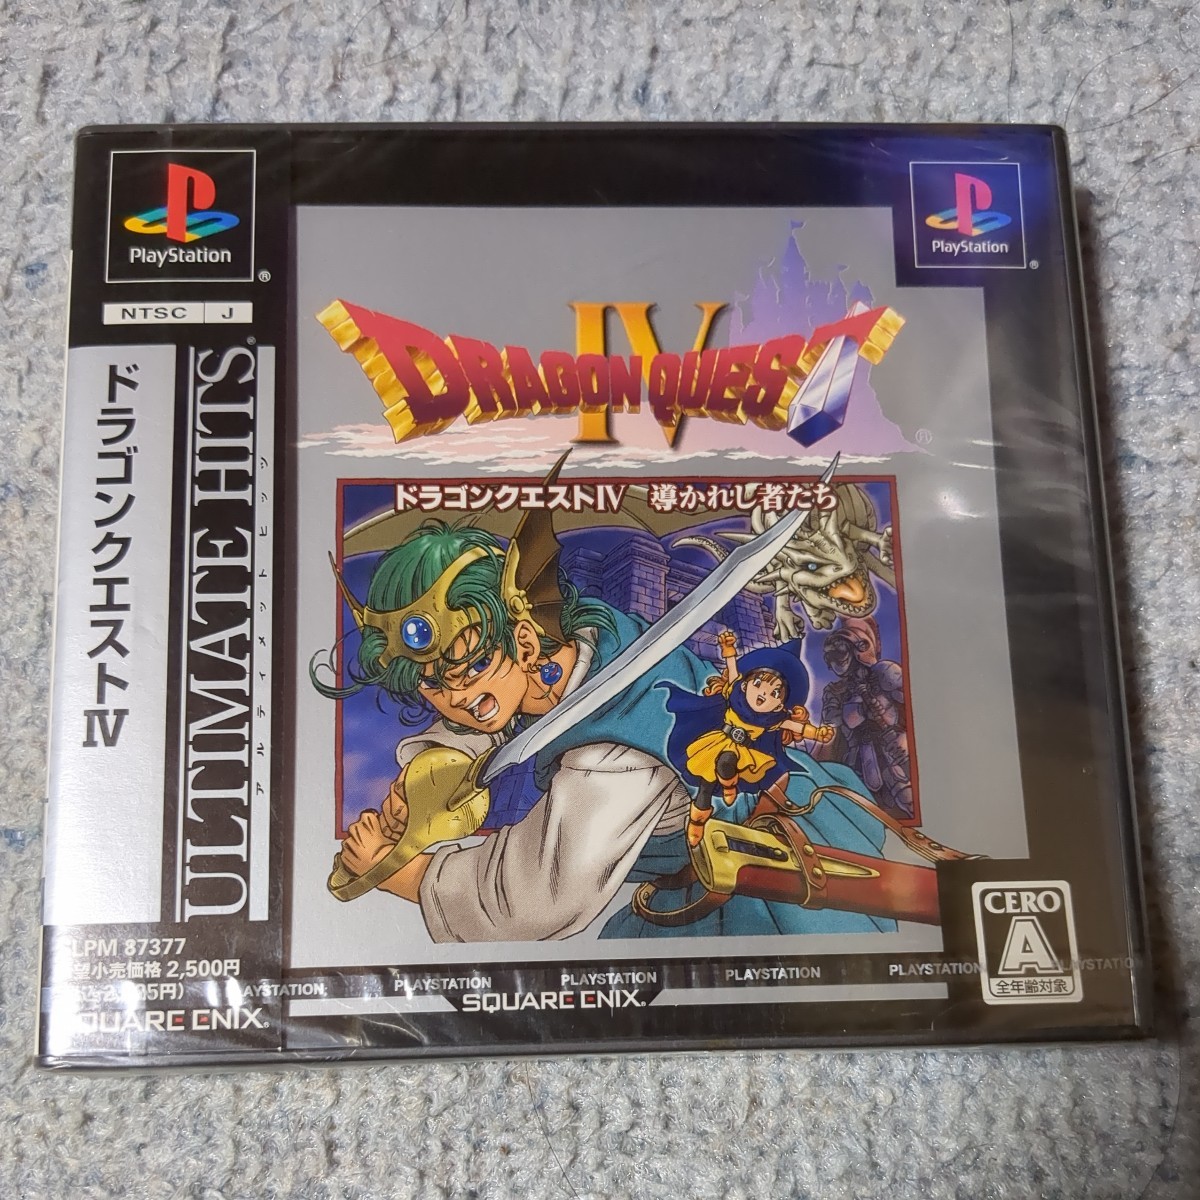 PlayStation
®
NTSC J
ドラゴンクエストIV
ULTIMATE HITS®
アルティメットヒッツ
LPM 87377
小売価格 2,500円
SQUARE ENIX®
PlayStation
®
DRAGON QUEST IV
®
ドラゴンクエストIV 導かれし者たち
CERO
A
全年齢対象
PLAYSTATION PLAYSTATION PLAYSTATION PLAYSTATION PLAYSTATION
SQUARE ENIX®